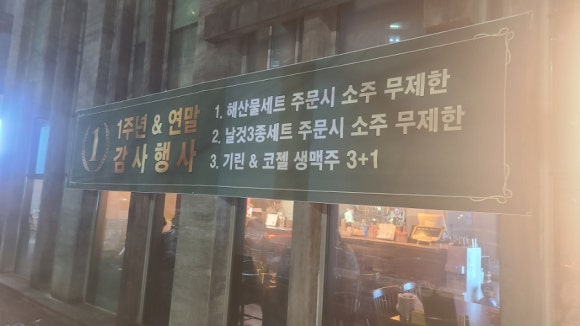 1
1주년 & 연말
감사행사
1. 해산물세트 주문시 소주 무제한
2. 날것3종세트 주문시 소주 무제한
3. 기린 & 코젤 생맥주 3+1